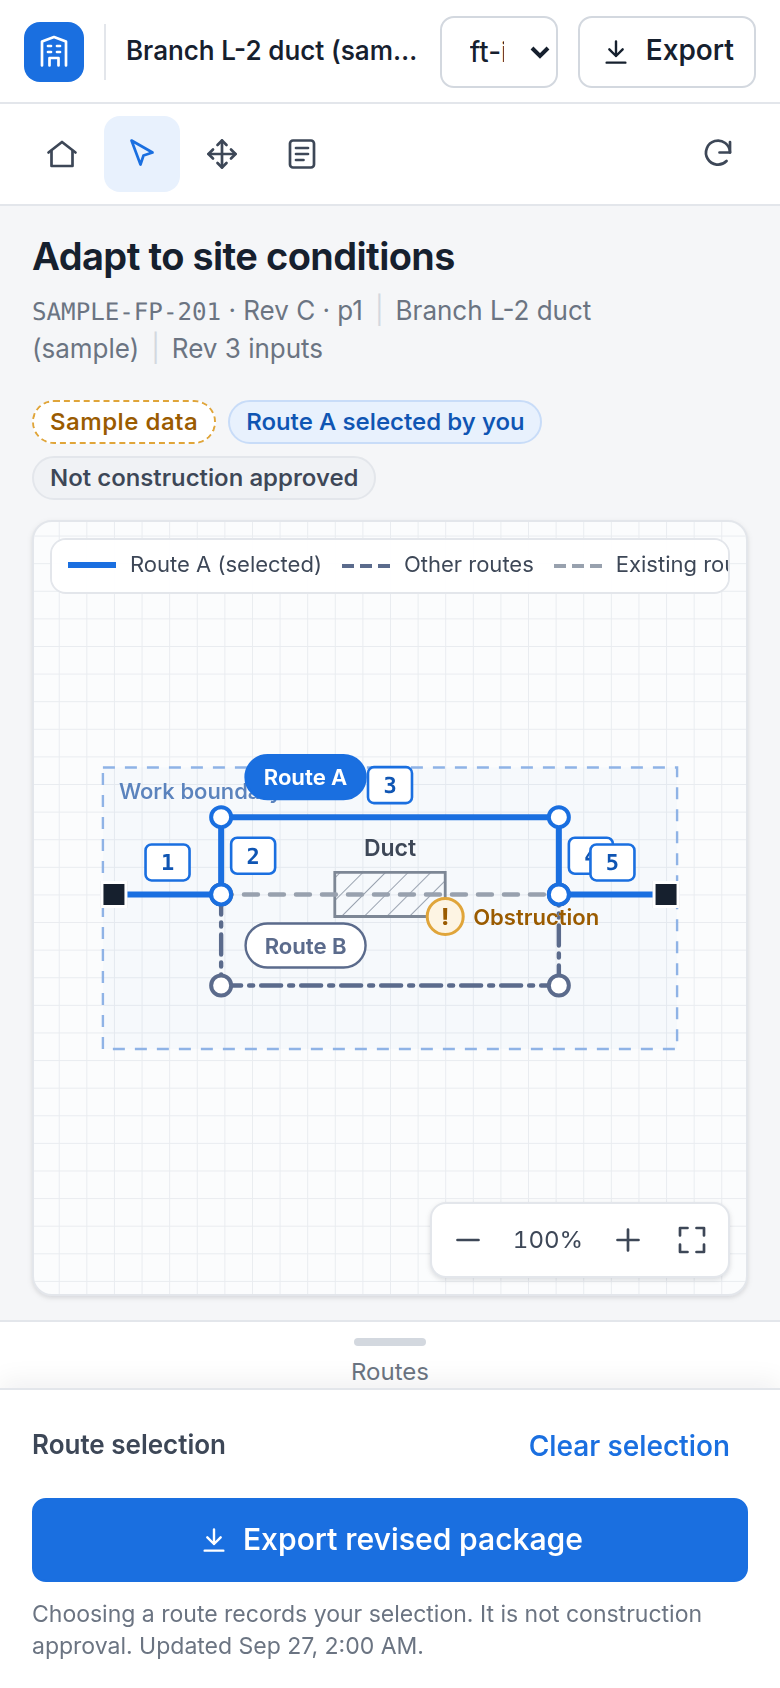 Branch L-2 duct (sam...
ft-i
Export
Adapt to site conditions
SAMPLE-FP-201 · Rev C · p1 | Branch L-2 duct
(sample) | Rev 3 inputs
Sample data
Route A selected by you
Not construction approved
Route A (selected)
Other routes
Existing rou
Work boundary
Route A
3
Duct
1
2
4
5
! Obstruction
Route B
100%
Routes
Route selection
Clear selection
Export revised package
Choosing a route records your selection. It is not construction
approval. Updated Sep 27, 2:00 AM.